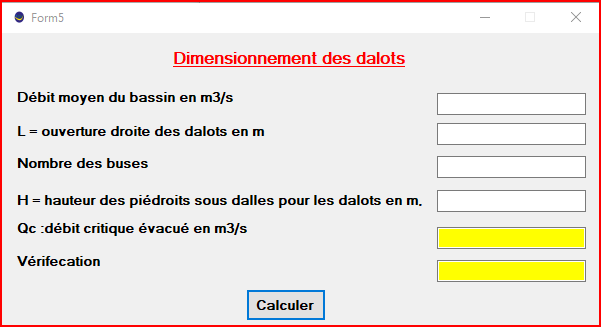 Form5
Dimensionnement des dalots
Débit moyen du bassin en m3/s
L = ouverture droite des dalots en m
Nombre des buses
H = hauteur des piédroits sous dalles pour les dalots en m.
Qc :débit critique évacué en m3/s
Vérifecation
Calculer